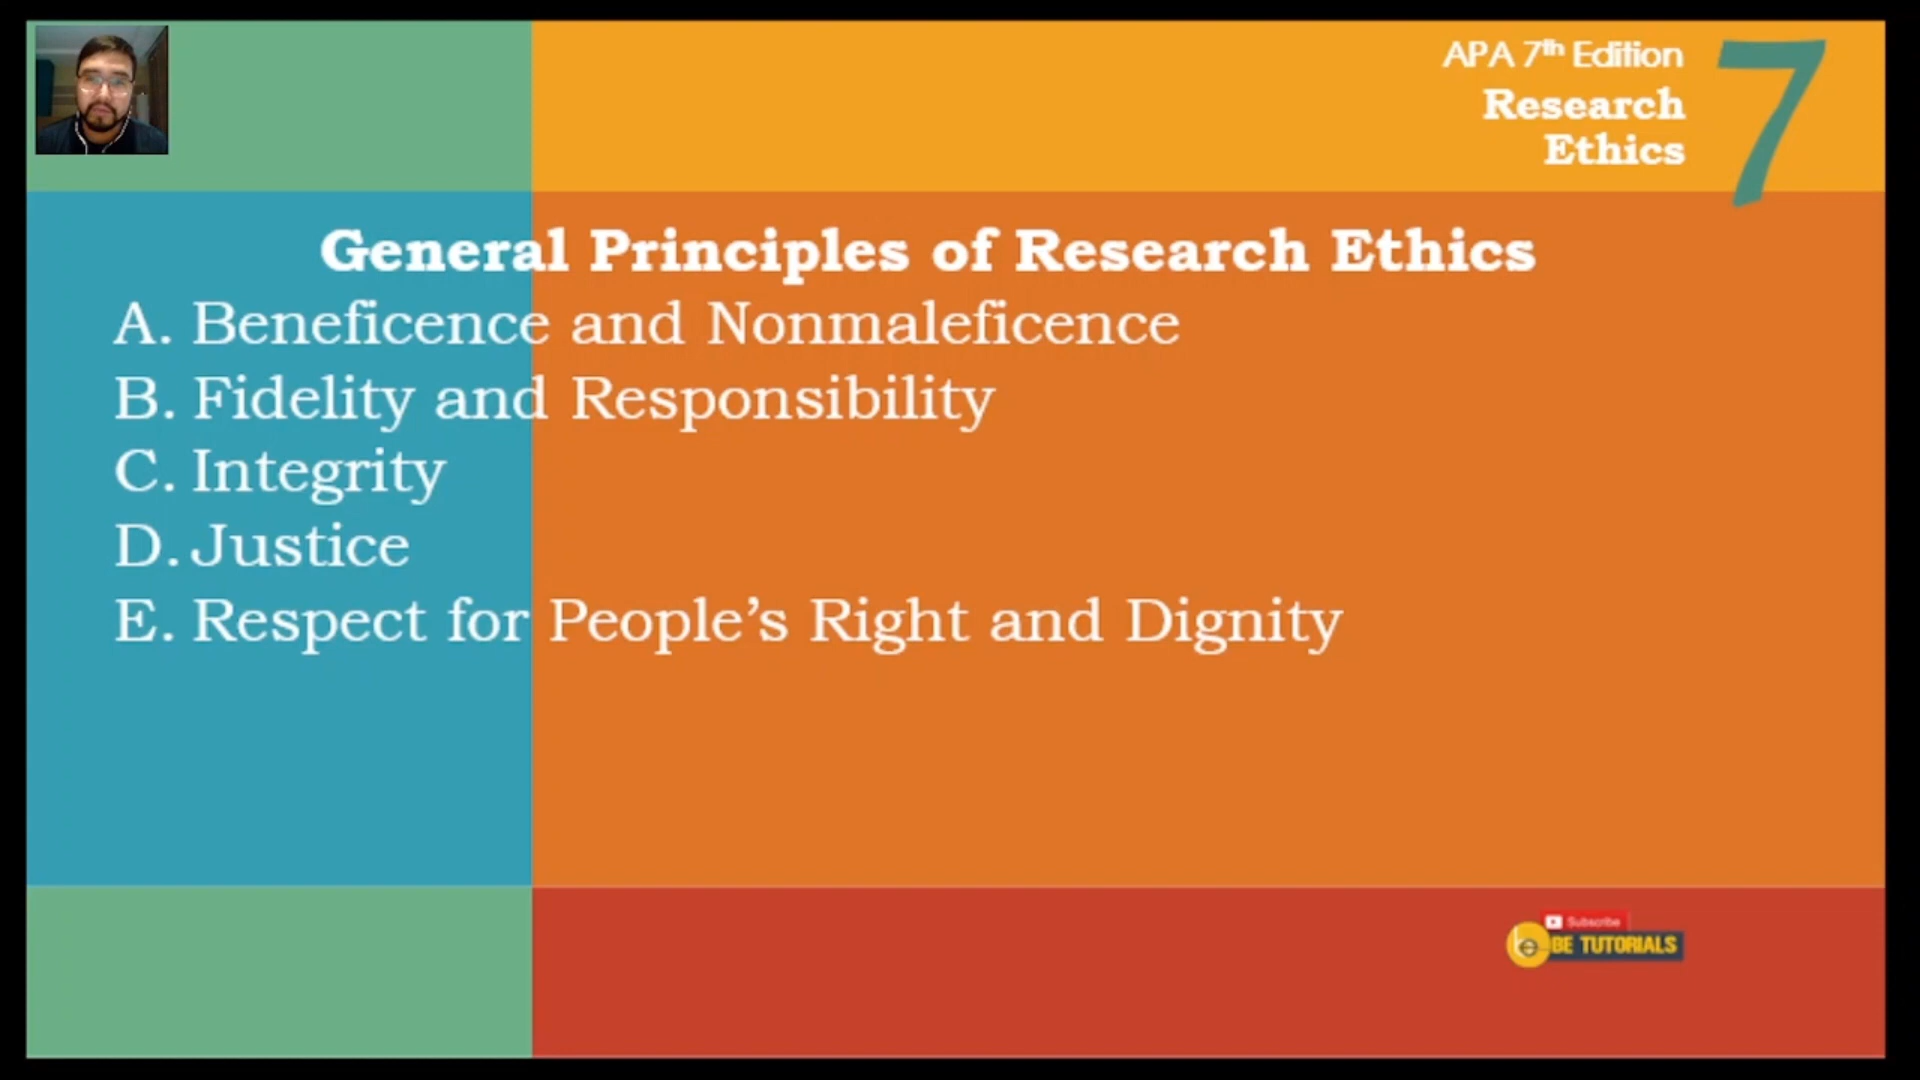 APA 7th Edition
Research
Ethics
7
General Principles of Research Ethics
A. Beneficence and Nonmaleficence
B. Fidelity and Responsibility
C. Integrity
D. Justice
E. Respect for People’s Right and Dignity
Subscribe
BE TUTORIALS